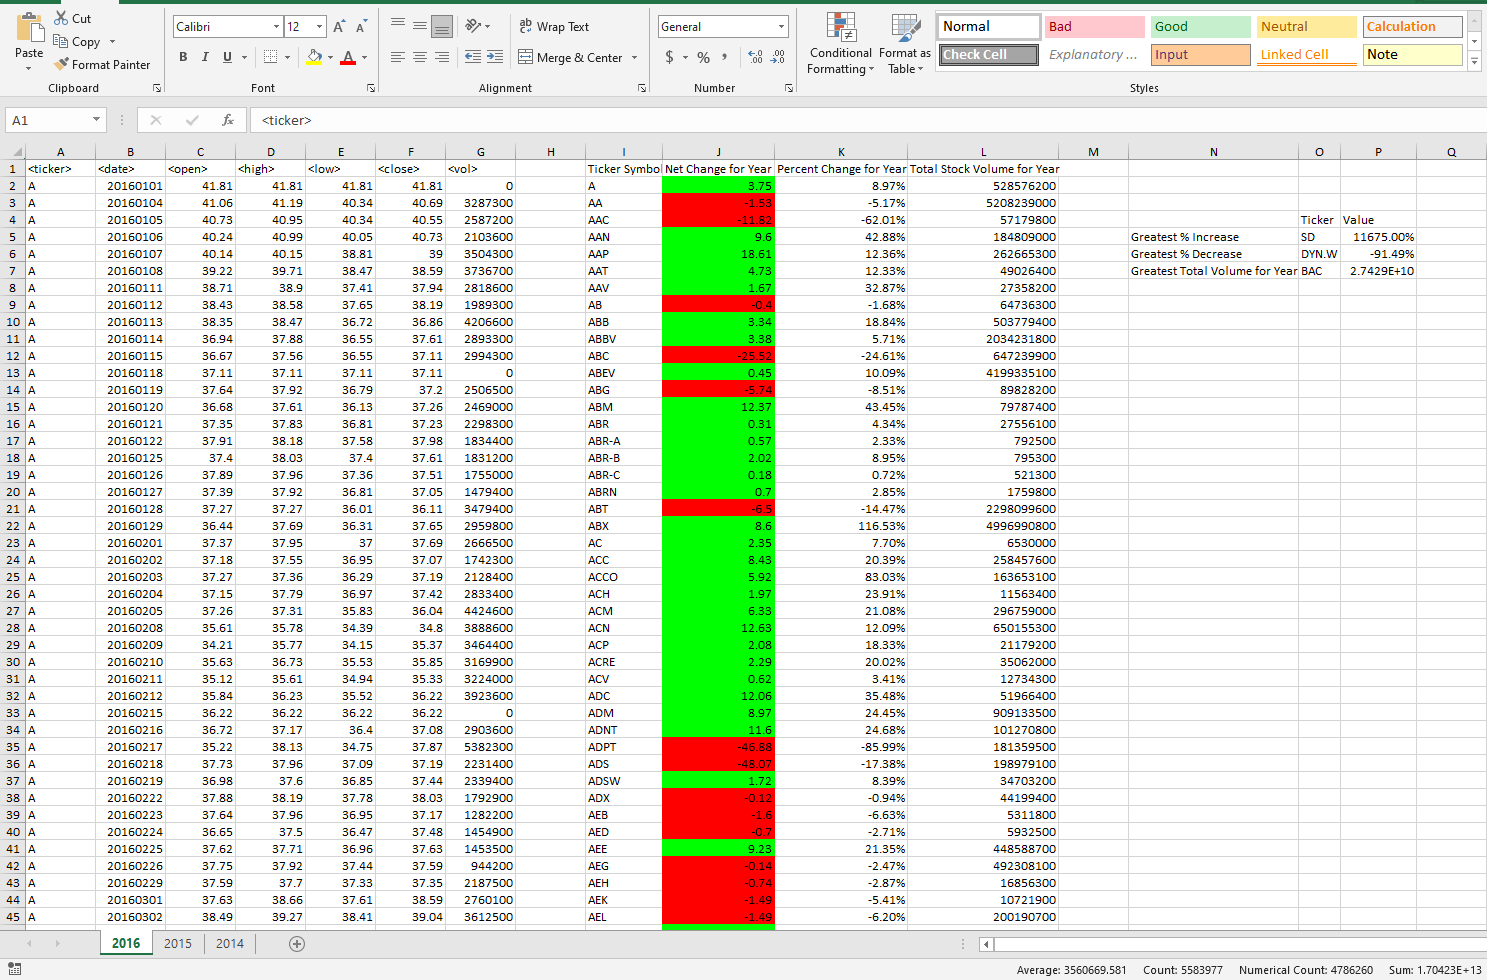 Cut
Copy
Format Painter
Paste
Clipboard
Calibri 12
B I U
Font
Wrap Text
Merge & Center
Alignment
General
$ % ,
Number
Conditional Formatting
Format as Table
Normal Bad Good Neutral Calculation
Check Cell Explanatory ... Input Linked Cell Note
Styles
A1 fx <ticker>
A B C D E F G H I J K L M N O P Q
1 <ticker> <date> <open> <high> <low> <close> <vol> Ticker Symbol Net Change for Year Percent Change for Year Total Stock Volume for Year
2 A 20160101 41.81 41.81 41.81 41.81 0 A 3.75 8.97% 528576200
3 A 20160104 41.06 41.19 40.34 40.69 3287300 AA -1.53 -5.17% 5208239000
4 A 20160105 40.73 40.95 40.34 40.55 2587200 AAC -11.82 -62.01% 57179800 Ticker Value
5 A 20160106 40.24 40.99 40.05 40.73 2103600 AAN 9.6 42.88% 184809000 Greatest % Increase SD 11675.00%
6 A 20160107 40.14 40.15 38.81 39 3504300 AAP 18.61 12.36% 262665300 Greatest % Decrease DYN.W -91.49%
7 A 20160108 39.22 39.71 38.47 38.59 3736700 AAT 4.73 12.33% 49026400 Greatest Total Volume for Year BAC 2.7429E+10
8 A 20160111 38.71 38.9 37.41 37.94 2818600 AAV 1.67 32.87% 27358200
9 A 20160112 38.43 38.58 37.65 38.19 1989300 AB -0.4 -1.68% 64736300
10 A 20160113 38.35 38.47 36.72 36.86 4206600 ABB 3.34 18.84% 503779400
11 A 20160114 36.94 37.88 36.55 37.61 2893300 ABBV 3.38 5.71% 2034231800
12 A 20160115 36.67 37.56 36.55 37.11 2994300 ABC -25.52 -24.61% 647239900
13 A 20160118 37.11 37.11 37.11 37.11 0 ABEV 0.45 10.09% 4199335100
14 A 20160119 37.64 37.92 36.79 37.2 2506500 ABG -5.74 -8.51% 89828200
15 A 20160120 36.68 37.61 36.13 37.26 2469000 ABM 12.37 43.45% 79787400
16 A 20160121 37.35 37.83 36.81 37.23 2298300 ABR 0.31 4.34% 27556100
17 A 20160122 37.91 38.18 37.58 37.98 1834400 ABR-A 0.57 2.33% 792500
18 A 20160125 37.4 38.03 37.4 37.61 1831200 ABR-B 2.02 8.95% 795300
19 A 20160126 37.89 37.96 37.36 37.51 1755000 ABR-C 0.18 0.72% 521300
20 A 20160127 37.39 37.92 36.81 37.05 1479400 ABRN 0.7 2.85% 1759800
21 A 20160128 37.27 37.27 36.01 36.11 3479400 ABT -6.5 -14.47% 2298099600
22 A 20160129 36.44 37.69 36.31 37.65 2959800 ABX 8.6 116.53% 4996990800
23 A 20160201 37.37 37.95 37 37.69 2666500 AC 2.35 7.70% 6530000
24 A 20160202 37.18 37.55 36.95 37.07 1742300 ACC 8.43 20.39% 258457600
25 A 20160203 37.27 37.36 36.29 37.19 2128400 ACCO 5.92 83.03% 163653100
26 A 20160204 37.15 37.79 36.97 37.42 2833400 ACH 1.97 23.91% 11563400
27 A 20160205 37.26 37.31 35.83 36.04 4424600 ACM 6.33 21.08% 296759000
28 A 20160208 35.61 35.78 34.39 34.8 3888600 ACN 12.63 12.09% 650155300
29 A 20160209 34.21 35.77 34.15 35.37 3464400 ACP 2.08 18.33% 21179200
30 A 20160210 35.63 36.73 35.53 35.85 3169900 ACRE 2.29 20.02% 35062000
31 A 20160211 35.12 35.61 34.94 35.33 3224000 ACV 0.62 3.41% 12734300
32 A 20160212 35.84 36.23 35.52 36.22 3923600 ADC 12.06 35.48% 51966400
33 A 20160215 36.22 36.22 36.22 36.22 0 ADM 8.97 24.45% 909133500
34 A 20160216 36.72 37.17 36.4 37.08 2903600 ADNT 11.6 24.68% 101270800
35 A 20160217 35.22 38.13 34.75 37.87 5382300 ADPT -46.88 -85.99% 181359500
36 A 20160218 37.73 37.96 37.09 37.19 2231400 ADS -48.07 -17.38% 198979100
37 A 20160219 36.98 37.6 36.85 37.44 2339400 ADSW 1.72 8.39% 34703200
38 A 20160222 37.88 38.19 37.78 38.03 1792900 ADX -0.12 -0.94% 44199400
39 A 20160223 37.64 37.96 36.95 37.17 1282200 AEB -1.6 -6.63% 5311800
40 A 20160224 36.65 37.5 36.47 37.48 1454900 AED -0.7 -2.71% 5932500
41 A 20160225 37.62 37.71 36.96 37.63 1453500 AEE 9.23 21.35% 448588700
42 A 20160226 37.75 37.92 37.44 37.59 944200 AEG -0.14 -2.47% 492308100
43 A 20160229 37.59 37.7 37.33 37.35 2187500 AEH -0.74 -2.87% 16856300
44 A 20160301 37.63 38.66 37.61 38.59 2760100 AEK -1.49 -5.41% 10721900
45 A 20160302 38.49 39.27 38.41 39.04 3612500 AEL -1.49 -6.20% 200190700
2016 2015 2014
Average: 3560669.581 Count: 5583977 Numerical Count: 4786260 Sum: 1.70423E+13